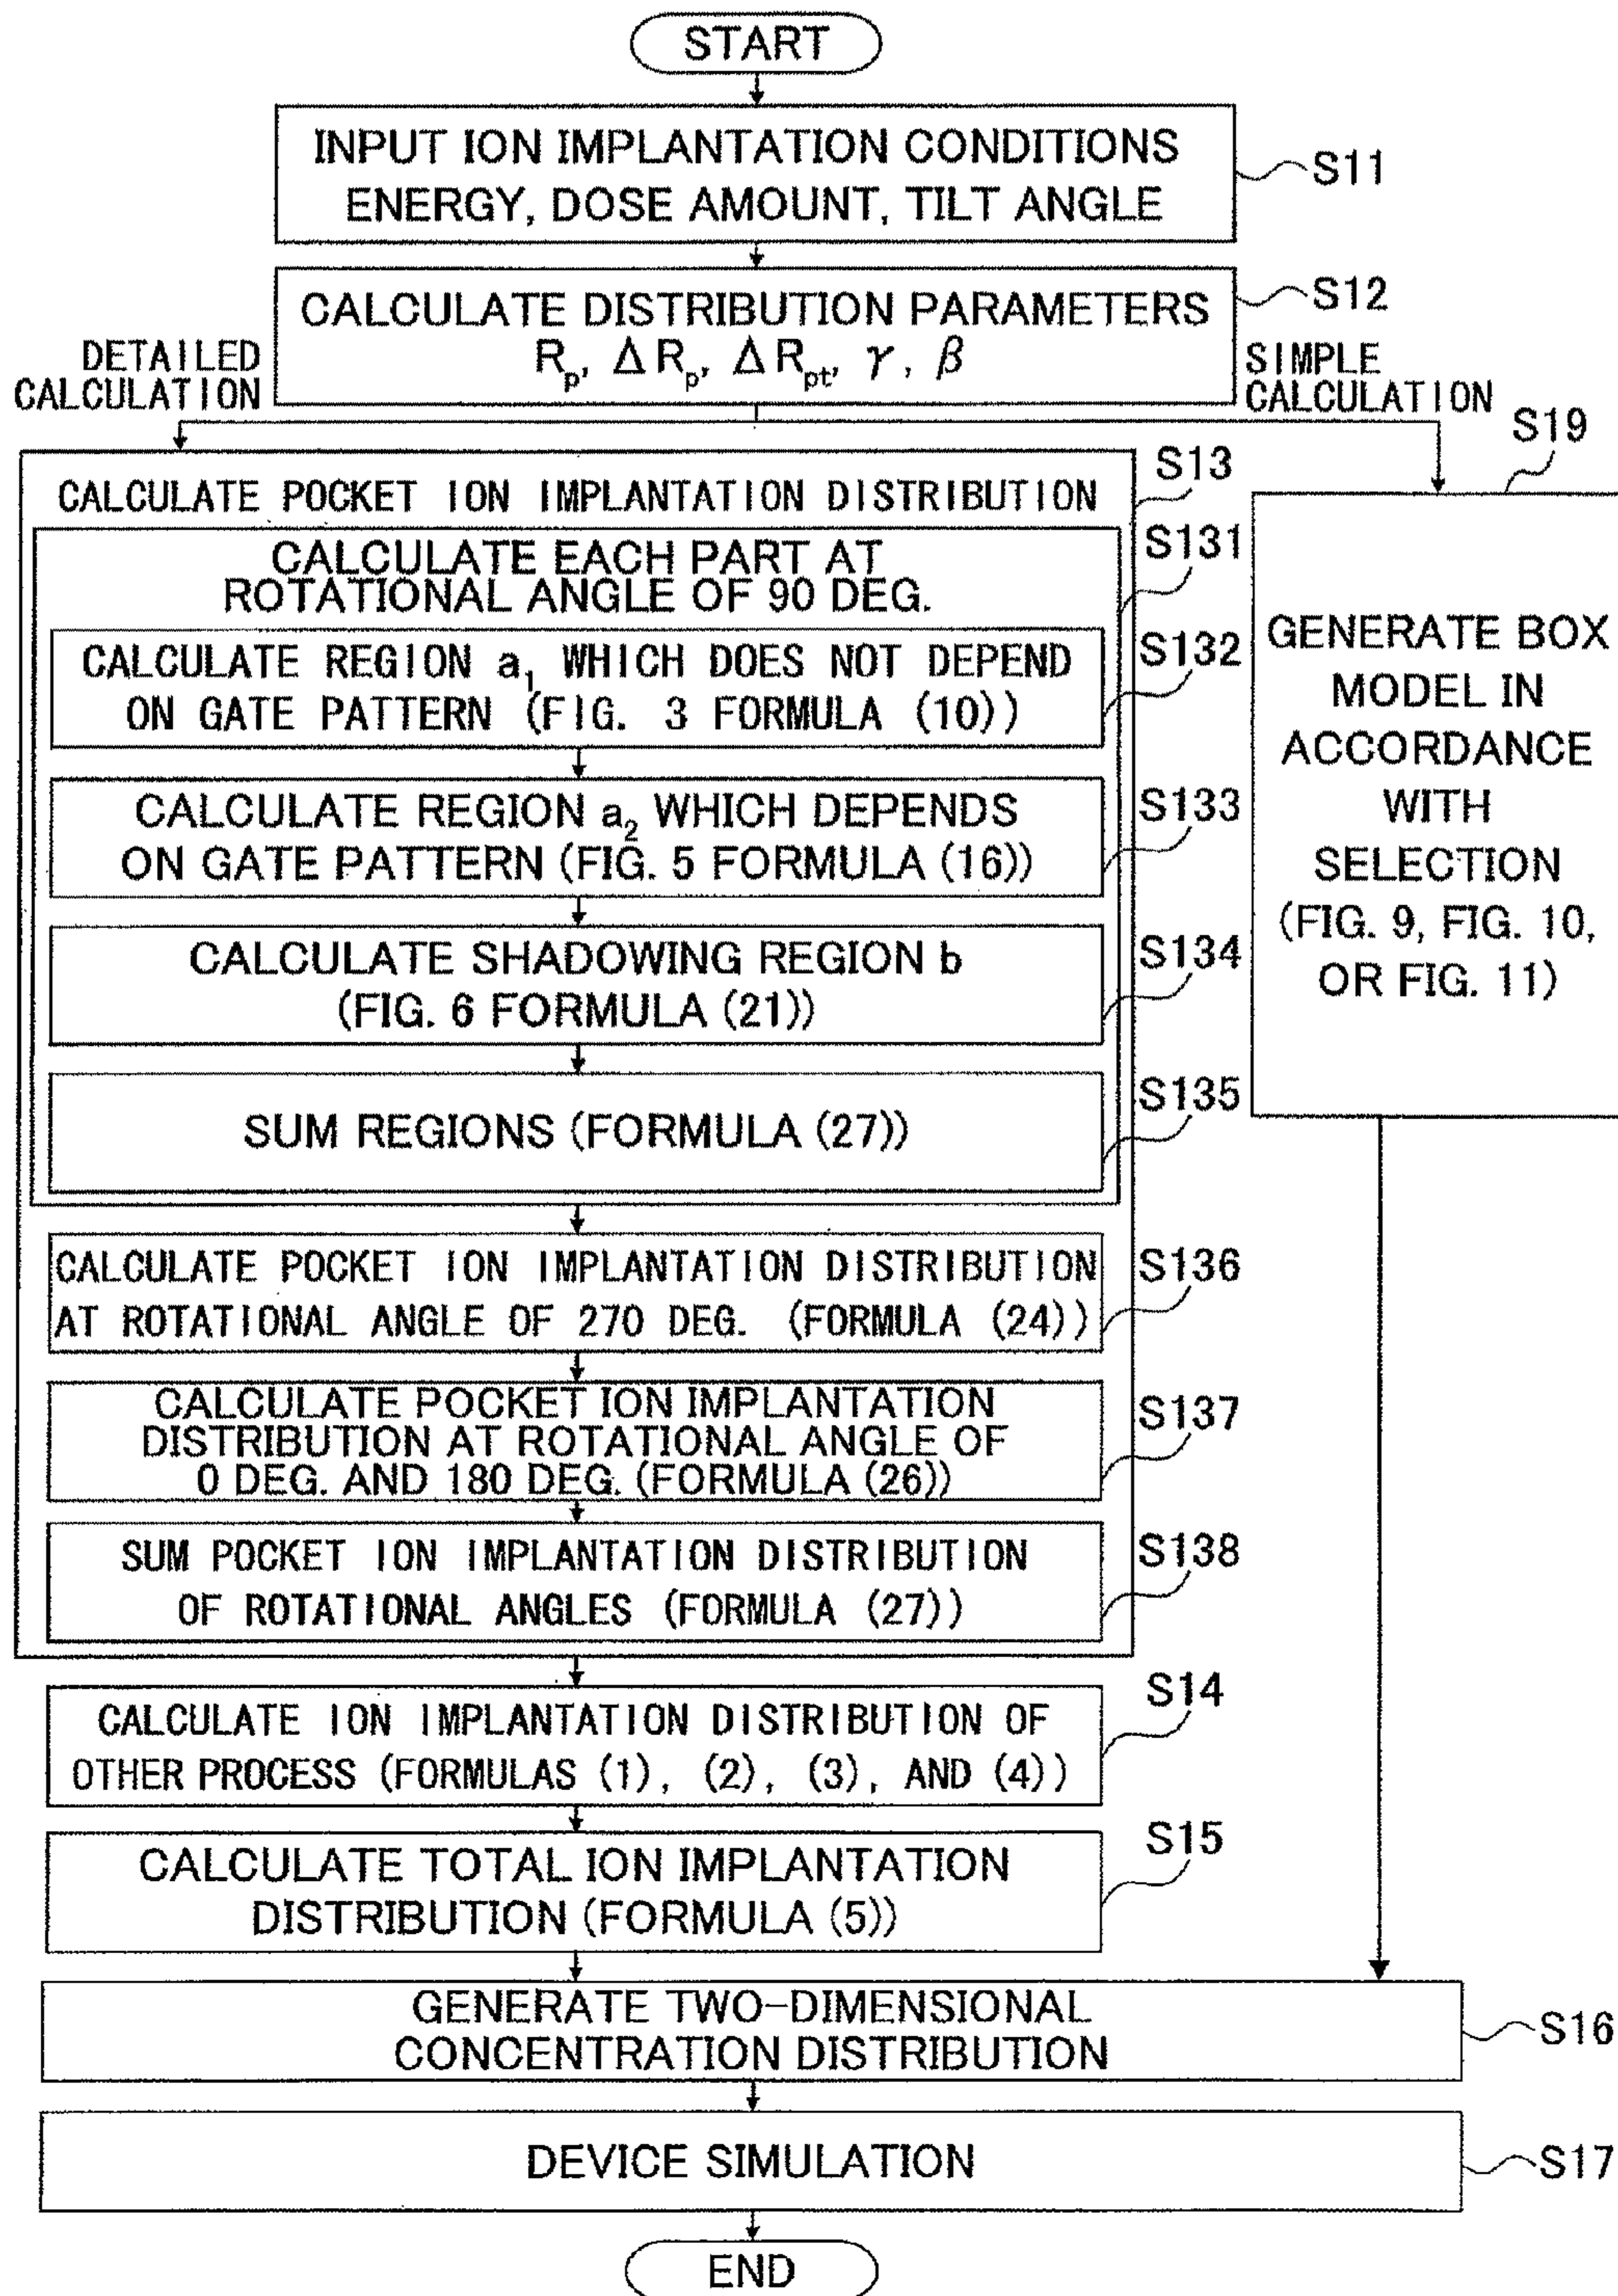 START
INPUT ION IMPLANTATION CONDITIONS
ENERGY, DOSE AMOUNT, TILT ANGLE
S11
CALCULATE DISTRIBUTION PARAMETERS
Rp, ΔRp, ΔRpt, γ, β
S12
DETAILED
CALCULATION
SIMPLE
CALCULATION
S13
CALCULATE POCKET ION IMPLANTATION DISTRIBUTION
S131
CALCULATE EACH PART AT
ROTATIONAL ANGLE OF 90 DEG.
CALCULATE REGION a1 WHICH DOES NOT DEPEND
ON GATE PATTERN (FIG. 3 FORMULA (10))
S132
CALCULATE REGION a2 WHICH DEPENDS
ON GATE PATTERN (FIG. 5 FORMULA (16))
S133
CALCULATE SHADOWING REGION b
(FIG. 6 FORMULA (21))
S134
SUM REGIONS (FORMULA (27))
S135
CALCULATE POCKET ION IMPLANTATION DISTRIBUTION
AT ROTATIONAL ANGLE OF 270 DEG. (FORMULA (24))
S136
CALCULATE POCKET ION IMPLANTATION
DISTRIBUTION AT ROTATIONAL ANGLE OF
0 DEG. AND 180 DEG. (FORMULA (26))
S137
SUM POCKET ION IMPLANTATION DISTRIBUTION
OF ROTATIONAL ANGLES (FORMULA (27))
S138
S19
GENERATE BOX
MODEL IN
ACCORDANCE
WITH
SELECTION
(FIG. 9, FIG. 10,
OR FIG. 11)
CALCULATE ION IMPLANTATION DISTRIBUTION OF
OTHER PROCESS (FORMULAS (1), (2), (3), AND (4))
S14
CALCULATE TOTAL ION IMPLANTATION
DISTRIBUTION (FORMULA (5))
S15
GENERATE TWO-DIMENSIONAL
CONCENTRATION DISTRIBUTION
S16
DEVICE SIMULATION
S17
END